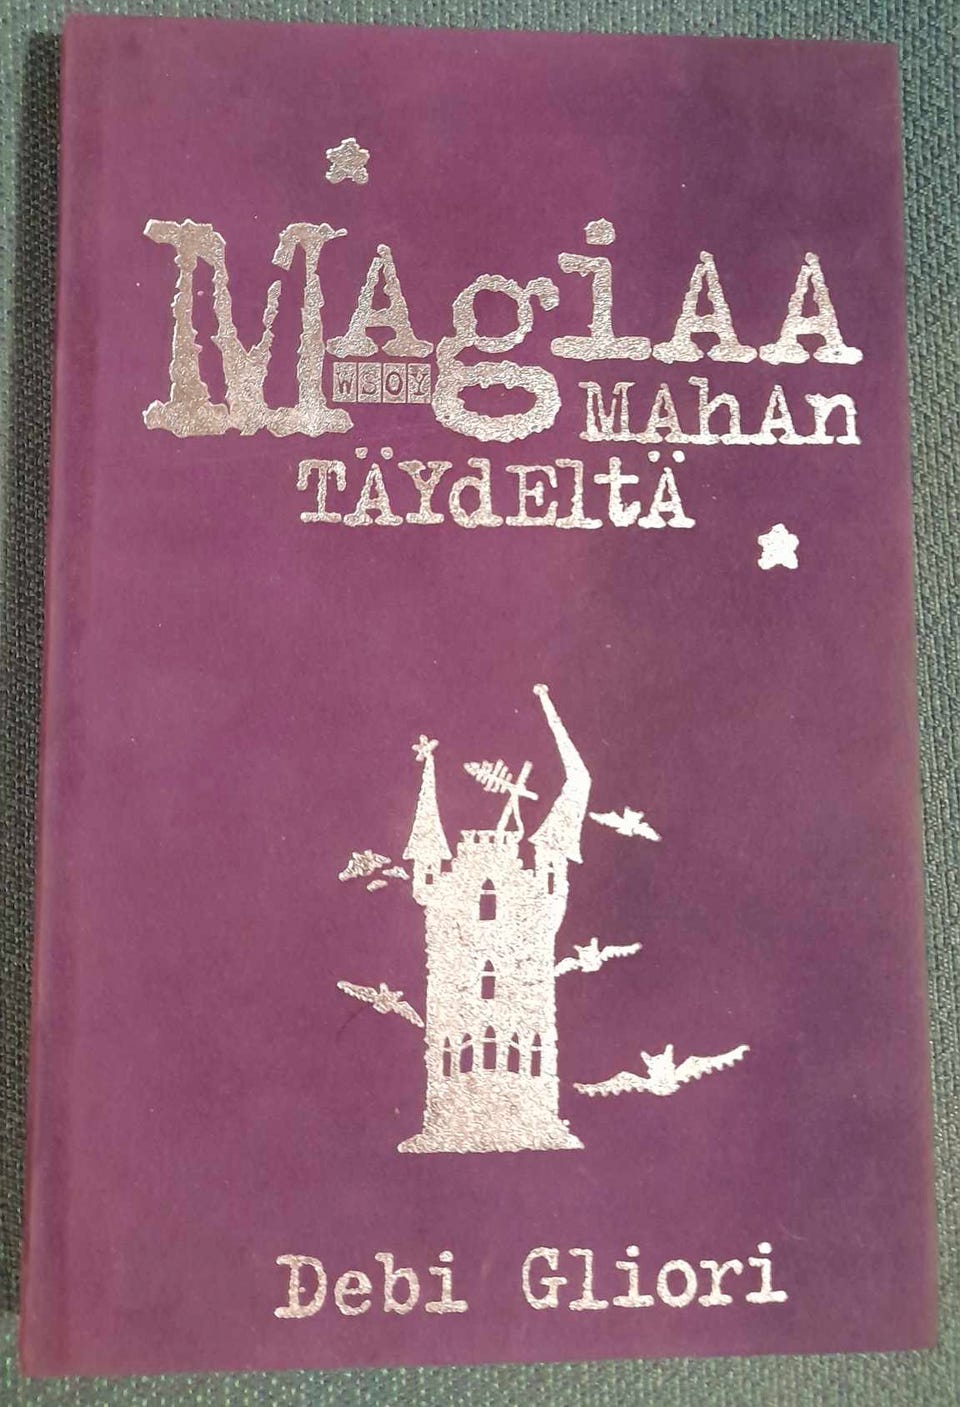 Magiaa
WSOY
mahan
täydeltä
Debi Gliori